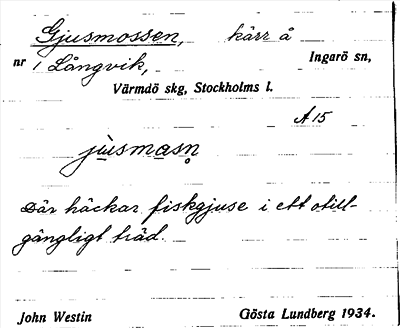 Gjusmossen, kärr å
nr 1 Långvik, Ingarö sn,
Värmdö skg, Stockholms l.
A 15
jusmasn̥
Där häckar fiskgjuse i ett otill-
gängligt träd.
John Westin Gösta Lundberg 1934.